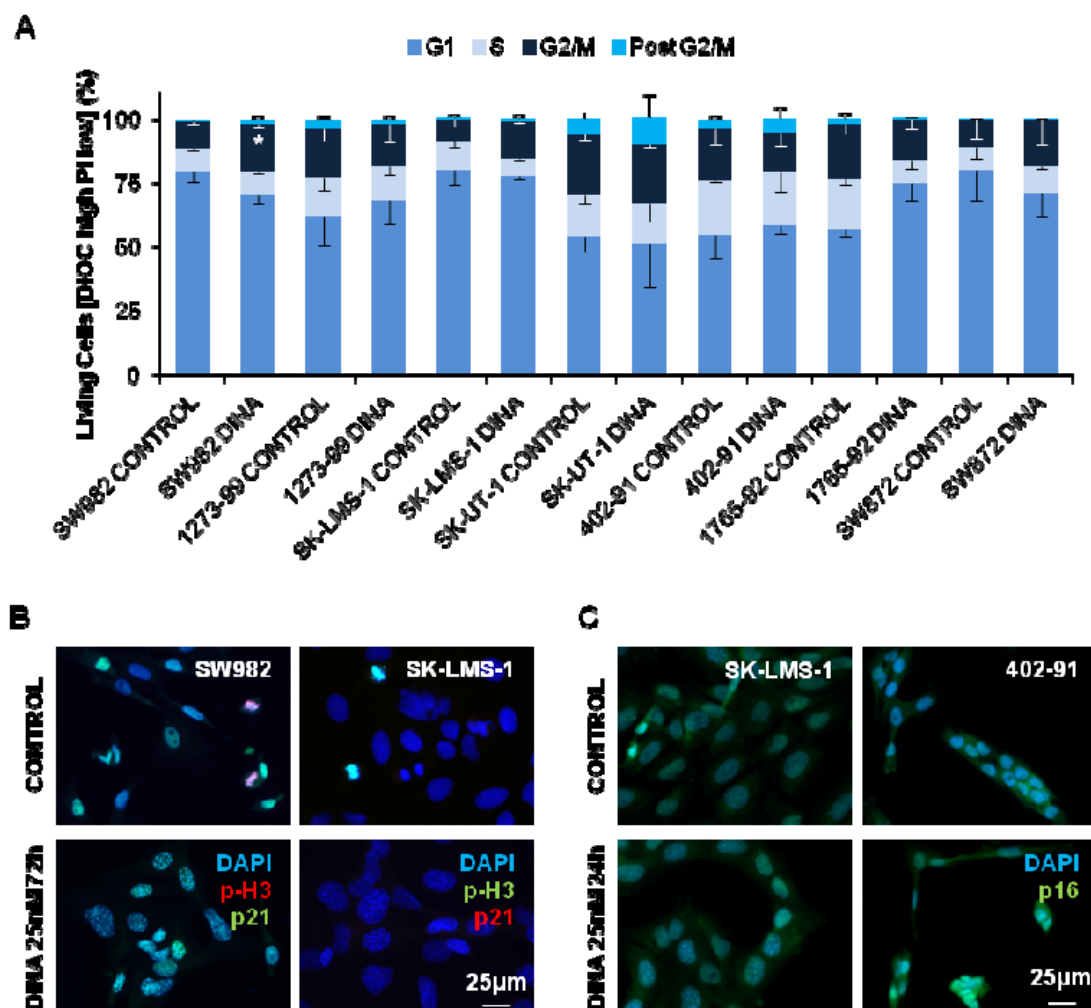 A
G1 S G2/M Post G2/M
Living Cells [DIOC high PI low] (%)
100
75
50
25
0
*
SW982 CONTROL
SW982 DINA
1273-99 CONTROL
1273-99 DINA
SK-LMS-1 CONTROL
SK-LMS-1 DINA
SK-UT-1 CONTROL
SK-UT-1 DINA
402-91 CONTROL
402-91 DINA
1765-92 CONTROL
1765-92 DINA
SW872 CONTROL
SW872 DINA
B
CONTROL
SW982
SK-LMS-1
DINA 25nM 72h
DAPI
p-H3
p21
DAPI
p-H3
p21
25µm
C
CONTROL
SK-LMS-1
402-91
DINA 25nM 24h
DAPI
p16
25µm